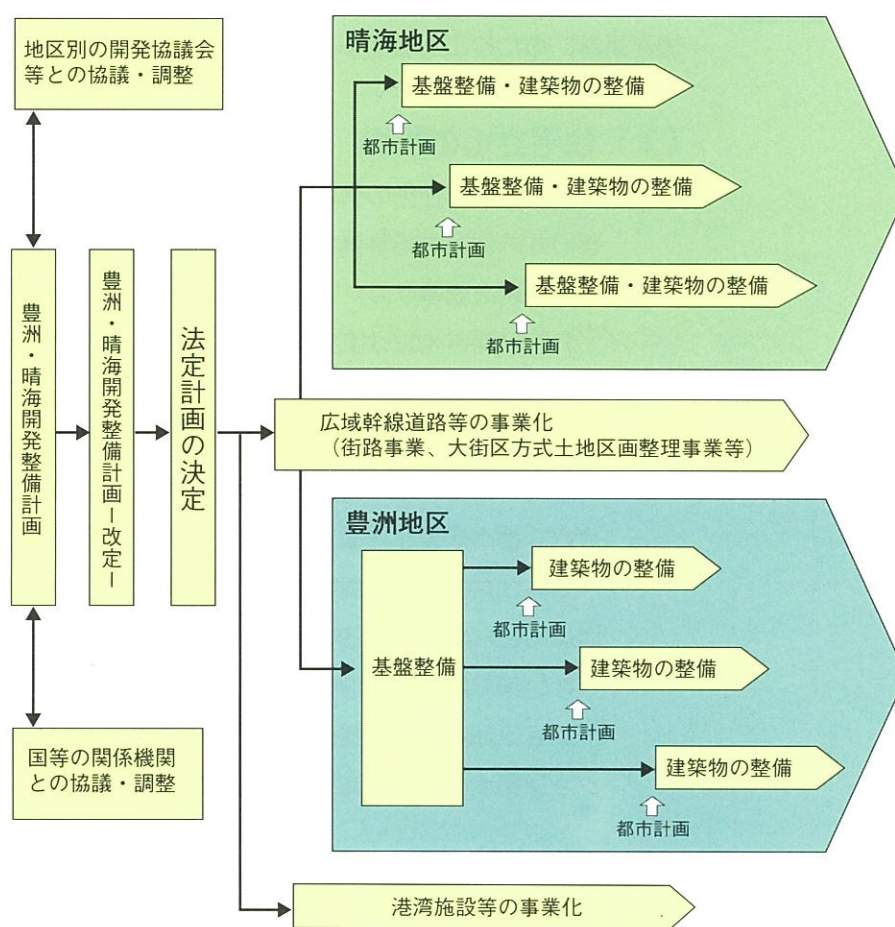 地区別の開発協議会
等との協議・調整
豊洲・晴海開発整備計画
豊洲・晴海開発整備計画ー改定ー
法定計画の決定
国等の関係機関
との協議・調整
晴海地区
基盤整備・建築物の整備
都市計画
基盤整備・建築物の整備
都市計画
基盤整備・建築物の整備
都市計画
広域幹線道路等の事業化
（街路事業、大街区方式土地区画整理事業等）
豊洲地区
基盤整備
建築物の整備
都市計画
建築物の整備
都市計画
建築物の整備
都市計画
港湾施設等の事業化